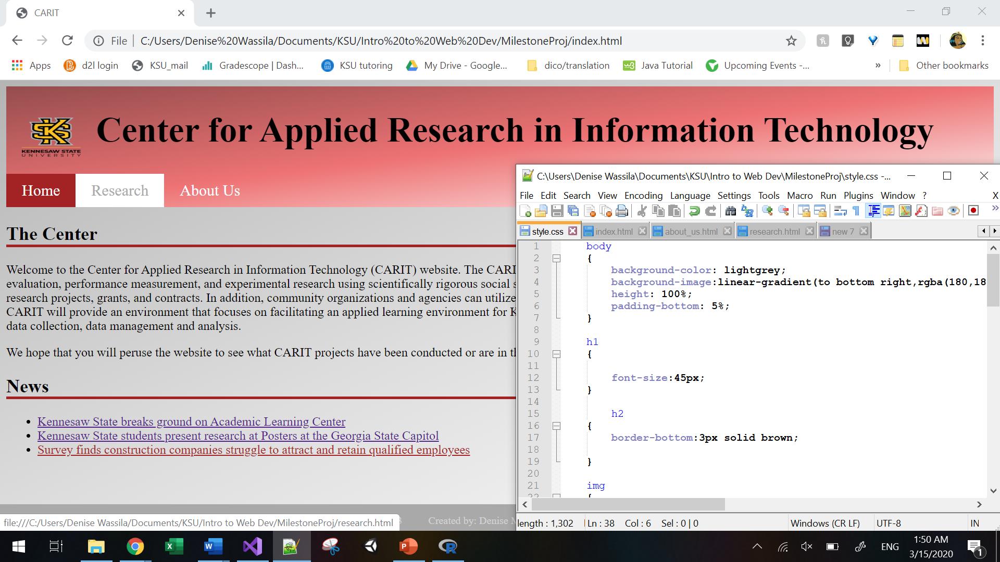 CARIT
File
C:/Users/Denise%20Wassila/Documents/KSU/Intro%20to%20Web%20Dev/MilestoneProj/index.html
Apps
d2l login
KSU_mail
Gradescope | Dash...
KSU tutoring
My Drive - Google...
dico/translation
Java Tutorial
Upcoming Events -...
»
Other bookmarks
KENNESAW STATE
UNIVERSITY
Center for Applied Research in Information Technology
Home
Research
About Us
The Center
Welcome to the Center for Applied Research in Information Technology (CARIT) website. The CARI
evaluation, performance measurement, and experimental research using scientifically rigorous social s
research projects, grants, and contracts. In addition, community organizations and agencies can utilize
CARIT will provide an environment that focuses on facilitating an applied learning environment for K
data collection, data management and analysis.
We hope that you will peruse the website to see what CARIT projects have been conducted or are in th
News
Kennesaw State breaks ground on Academic Learning Center
Kennesaw State students present research at Posters at the Georgia State Capitol
Survey finds construction companies struggle to attract and retain qualified employees
Created by: Denise M
file:///C:/Users/Denise Wassila/Documents/KSU/Intro to Web Dev/MilestoneProj/research.html
C:\Users\Denise Wassila\Documents\KSU\Intro to Web Dev\MilestoneProj\style.css -...
File Edit Search View Encoding Language Settings Tools Macro Run Plugins Window ? X
style.css
index.html
about_us.html
research.html
new 7
1 body
2 {
3 background-color: lightgrey;
4 background-image:linear-gradient(to bottom right,rgba(180,18
5 height: 100%;
6 padding-bottom: 5%;
7 }
8
9 h1
10 {
11
12 font-size:45px;
13 }
14
15 h2
16 {
17 border-bottom:3px solid brown;
18
19 }
20
21 img
22 {
length : 1,302 Ln : 38 Col : 6 Sel : 0 | 0 Windows (CR LF) UTF-8 IN
ENG
1:50 AM
3/15/2020
1